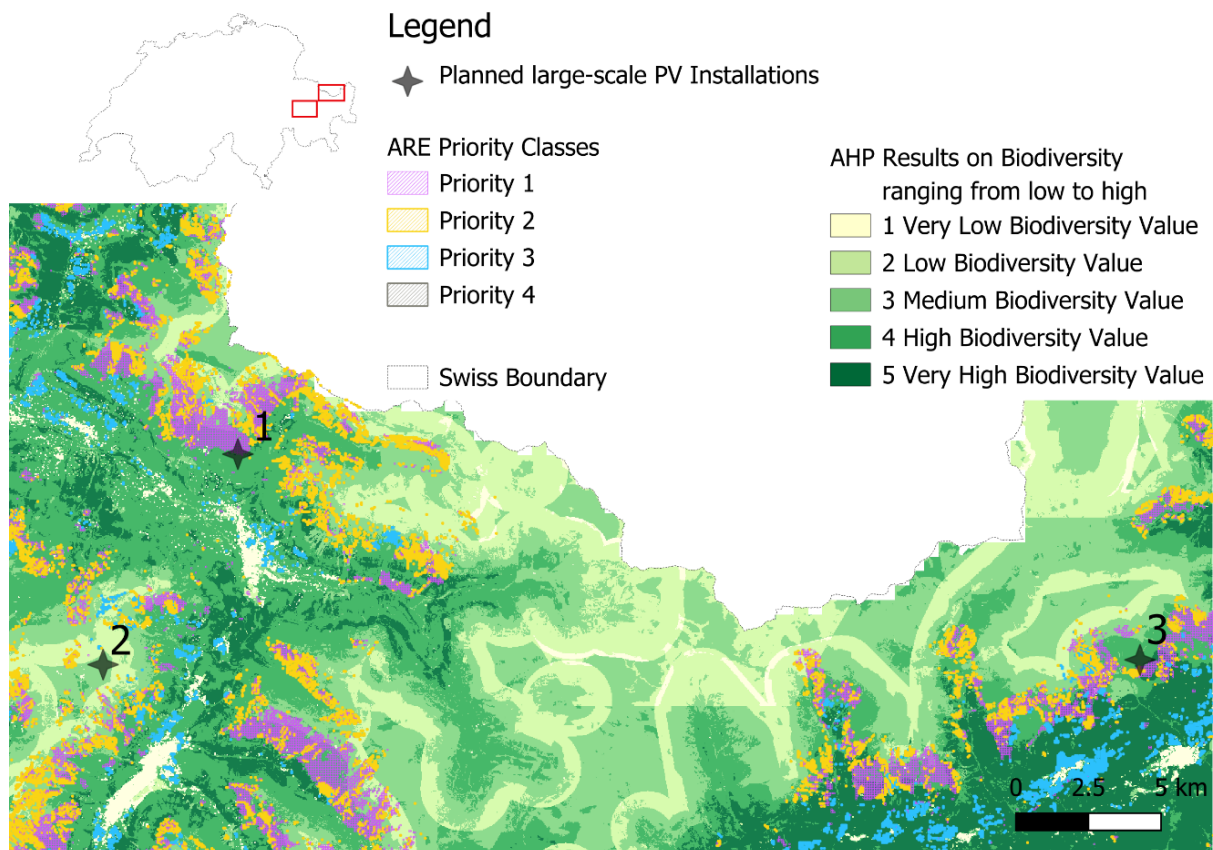 Legend
Planned large-scale PV Installations
ARE Priority Classes
Priority 1
Priority 2
Priority 3
Priority 4
Swiss Boundary
AHP Results on Biodiversity
ranging from low to high
1 Very Low Biodiversity Value
2 Low Biodiversity Value
3 Medium Biodiversity Value
4 High Biodiversity Value
5 Very High Biodiversity Value
1
2
3
0 2.5 5 km